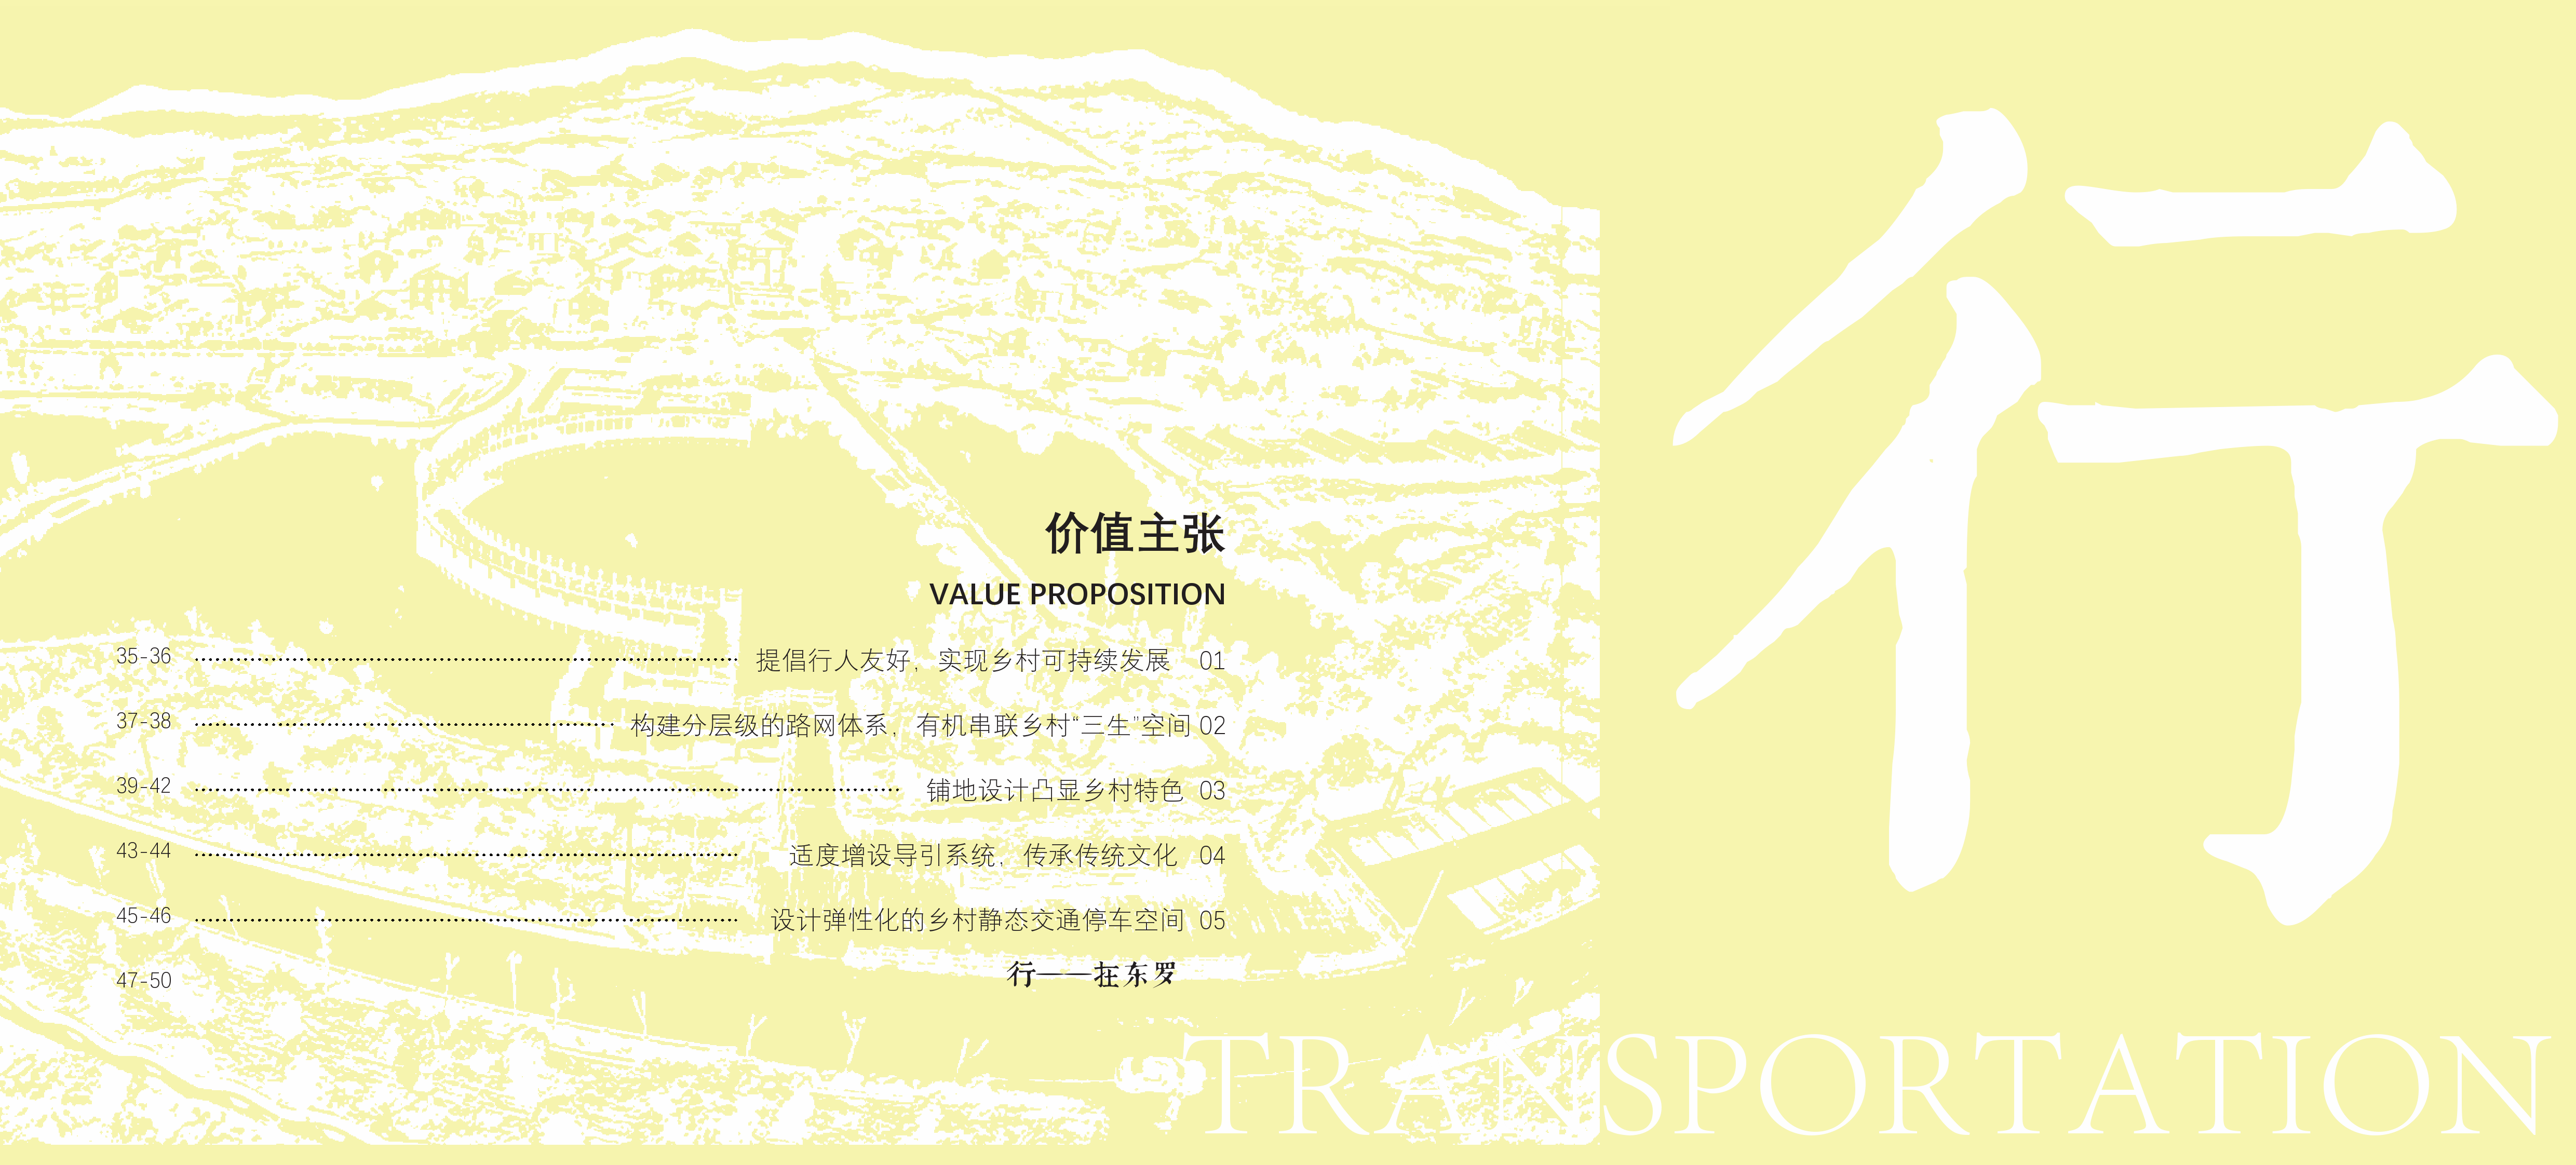 价值主张
VALUE PROPOSITION
35-36 提倡行人友好，实现乡村可持续发展 01
37-38 构建分层级的路网体系，有机串联乡村“三生”空间 02
39-42 铺地设计凸显乡村特色 03
43-44 适度增设导引系统，传承传统文化 04
45-46 设计弹性化的乡村静态交通停车空间 05
47-50 行——在东罗
行
TRANSPORTATION